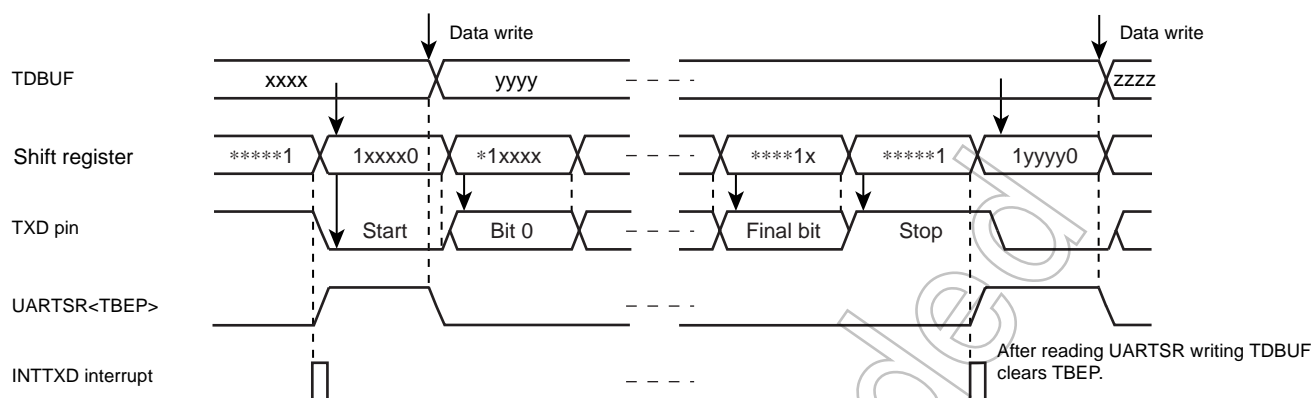 Data write
Data write
TDBUF
xxxx
yyyy
zzzz
Shift register
*****1
1xxxx0
*1xxxx
****1x
*****1
1yyyy0
TXD pin
Start
Bit 0
Final bit
Stop
UARTSR<TBEP>
INTTXD interrupt
After reading UARTSR writing TDBUF
clears TBEP.
ded